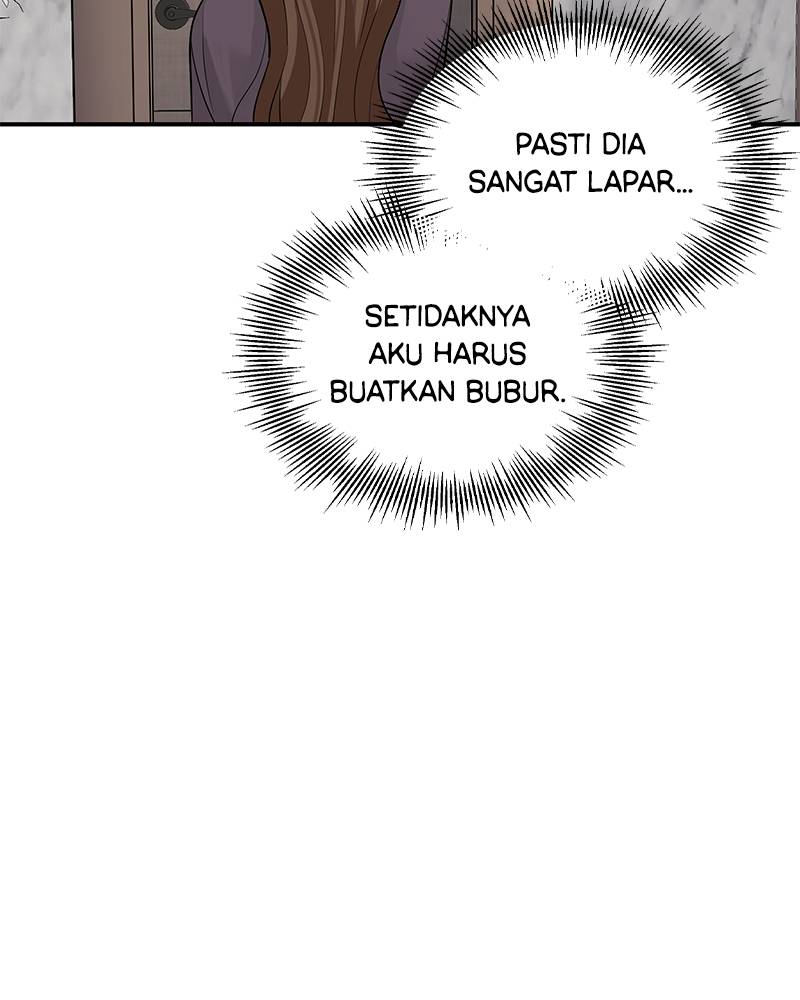 PASTI DIA
SANGAT LAPAR...
SETIDAKNYA
AKU HARUS
BUATKAN BUBUR.